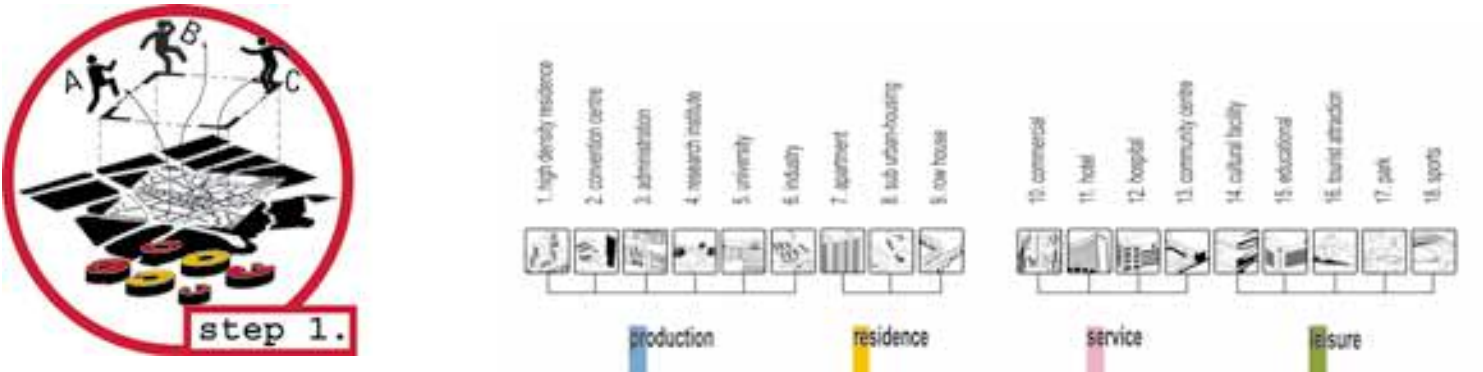 A
B
C
step 1.
1. high density residence
2. convention centre
3. administration
4. research institute
5. university
6. industry
7. apartment
8. sub urban-housing
9. row house
10. commercial
11. hotel
12. hospital
13. community centre
14. cultural facility
15. educational
16. tourist attraction
17. park
18. sports
production
residence
service
leisure